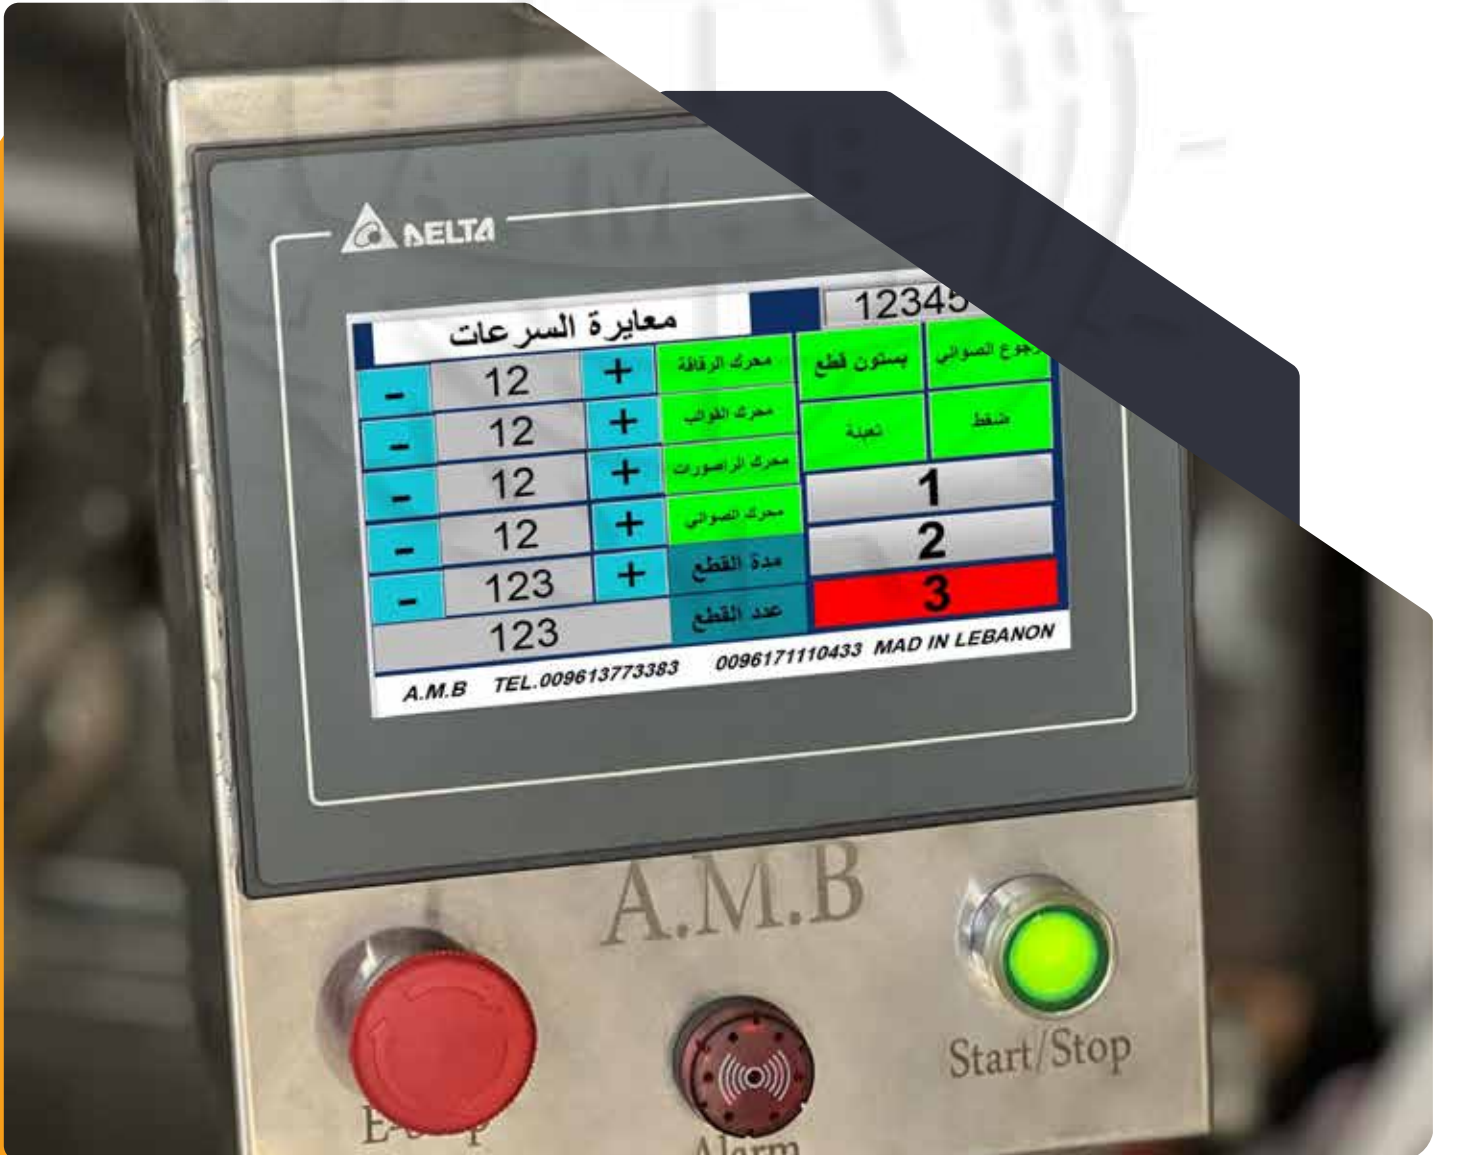 DELTA
معايرة السرعات
12345
- 12 + محرك الرقاقة
بستون قطع
رجوع الصواني
- 12 + محرك القوالب
تعبئة
ضغط
- 12 + محرك الراصورات
1
- 12 + محرك الصواني
2
- 123 + مدة القطع
3
123 عدد القطع
A.M.B TEL.009613773383 0096171110433 MAD IN LEBANON
A.M.B
Start/Stop
Alarm